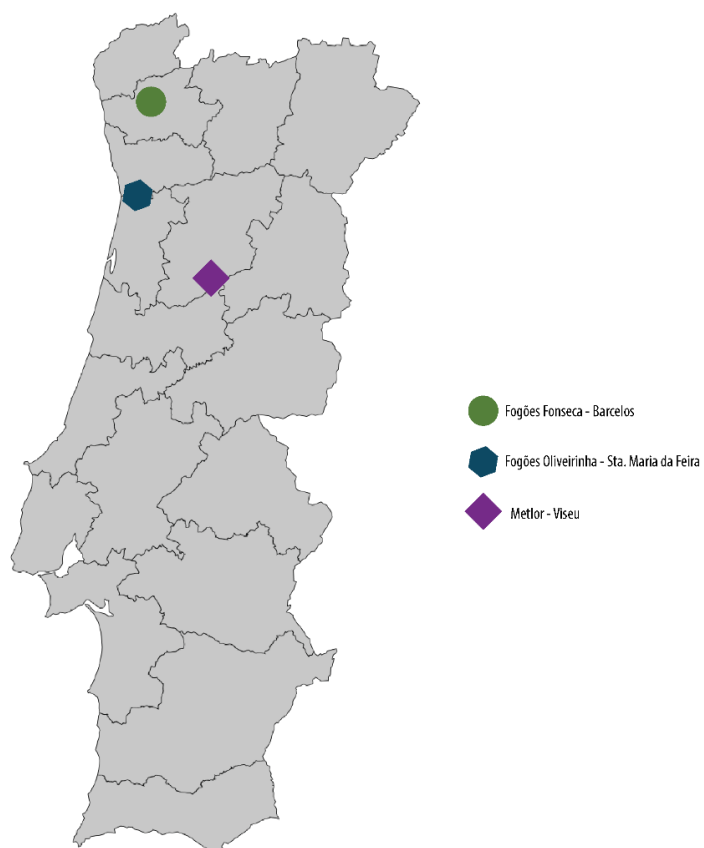 Fogões Fonseca - Barcelos
Fogões Oliveirinha - Sta. Maria da Feira
Metlor - Viseu